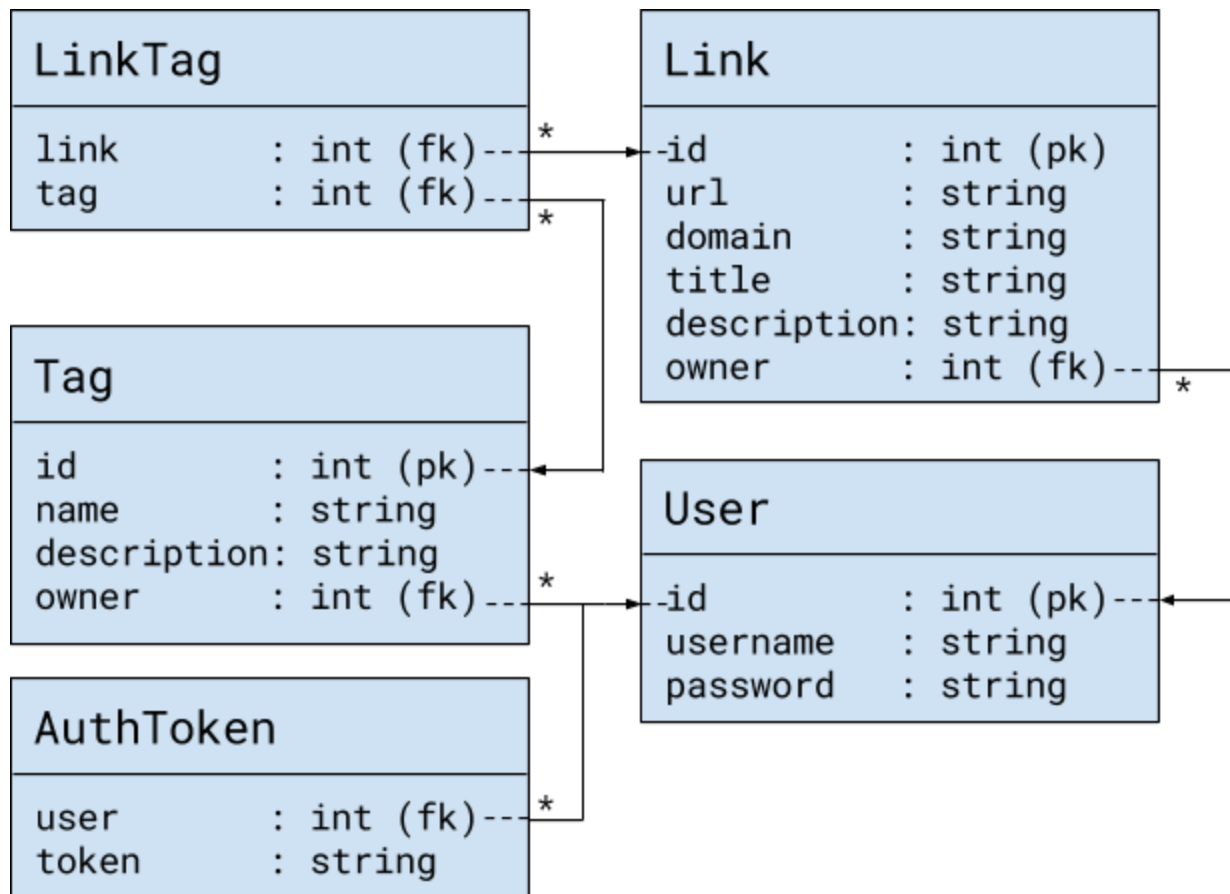 LinkTag
link : int (fk)
*
tag : int (fk)
*
Link
id : int (pk)
url : string
domain : string
title : string
description: string
owner : int (fk)
*
Tag
id : int (pk)
name : string
description: string
owner : int (fk)
*
User
id : int (pk)
username : string
password : string
AuthToken
user : int (fk)
*
token : string